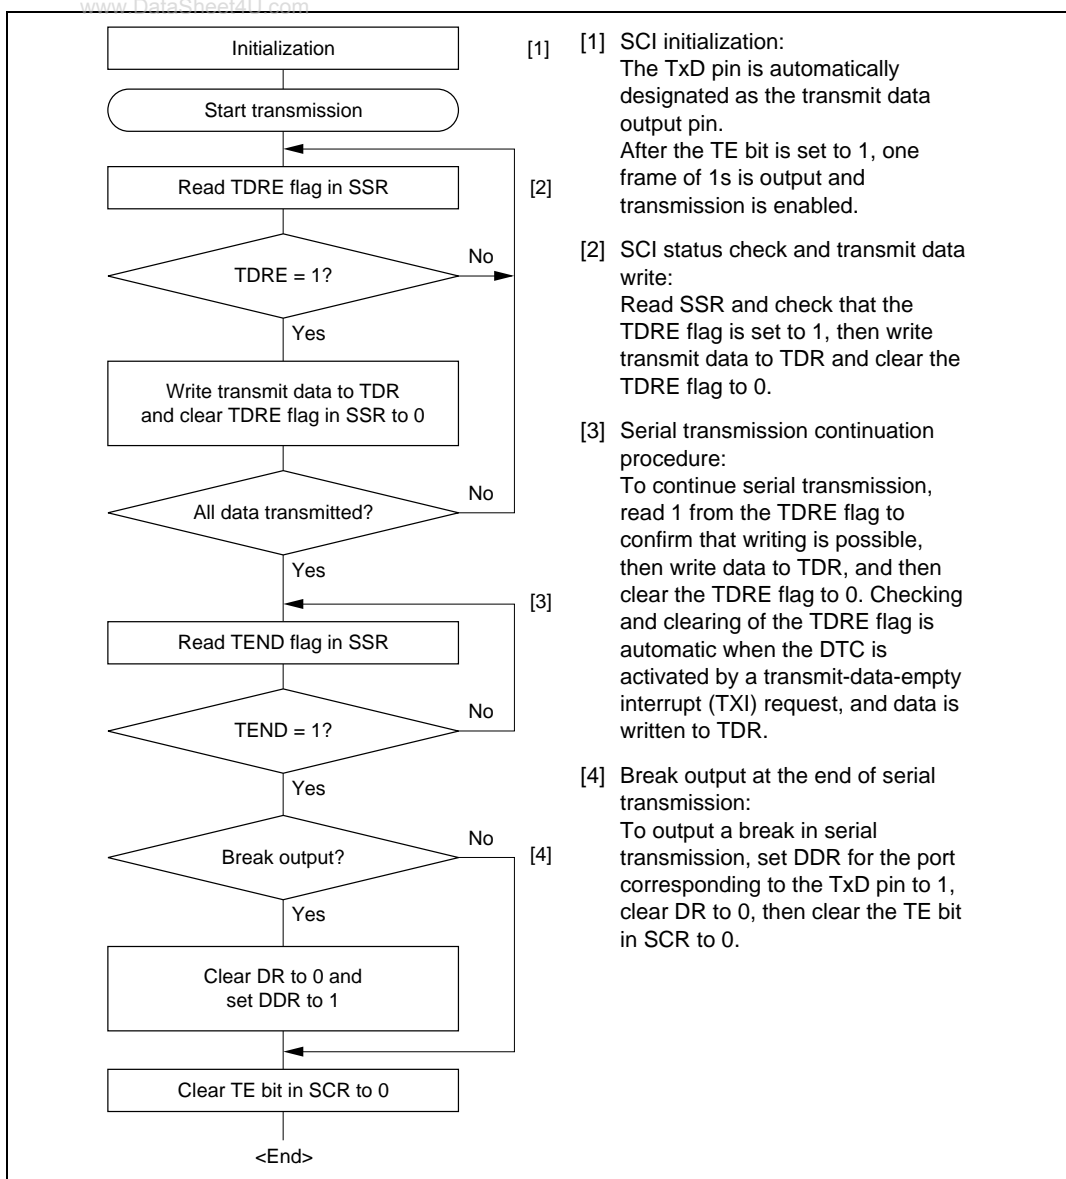 www.DataSheet4U.com
Initialization
[1]
Start transmission
Read TDRE flag in SSR
[2]
TDRE = 1?
No
Yes
Write transmit data to TDR
and clear TDRE flag in SSR to 0
All data transmitted?
No
Yes
[3]
Read TEND flag in SSR
TEND = 1?
No
Yes
Break output?
No
[4]
Yes
Clear DR to 0 and
set DDR to 1
Clear TE bit in SCR to 0
<End>
[1] SCI initialization:
The TxD pin is automatically
designated as the transmit data
output pin.
After the TE bit is set to 1, one
frame of 1s is output and
transmission is enabled.
[2] SCI status check and transmit data
write:
Read SSR and check that the
TDRE flag is set to 1, then write
transmit data to TDR and clear the
TDRE flag to 0.
[3] Serial transmission continuation
procedure:
To continue serial transmission,
read 1 from the TDRE flag to
confirm that writing is possible,
then write data to TDR, and then
clear the TDRE flag to 0. Checking
and clearing of the TDRE flag is
automatic when the DTC is
activated by a transmit-data-empty
interrupt (TXI) request, and data is
written to TDR.
[4] Break output at the end of serial
transmission:
To output a break in serial
transmission, set DDR for the port
corresponding to the TxD pin to 1,
clear DR to 0, then clear the TE bit
in SCR to 0.